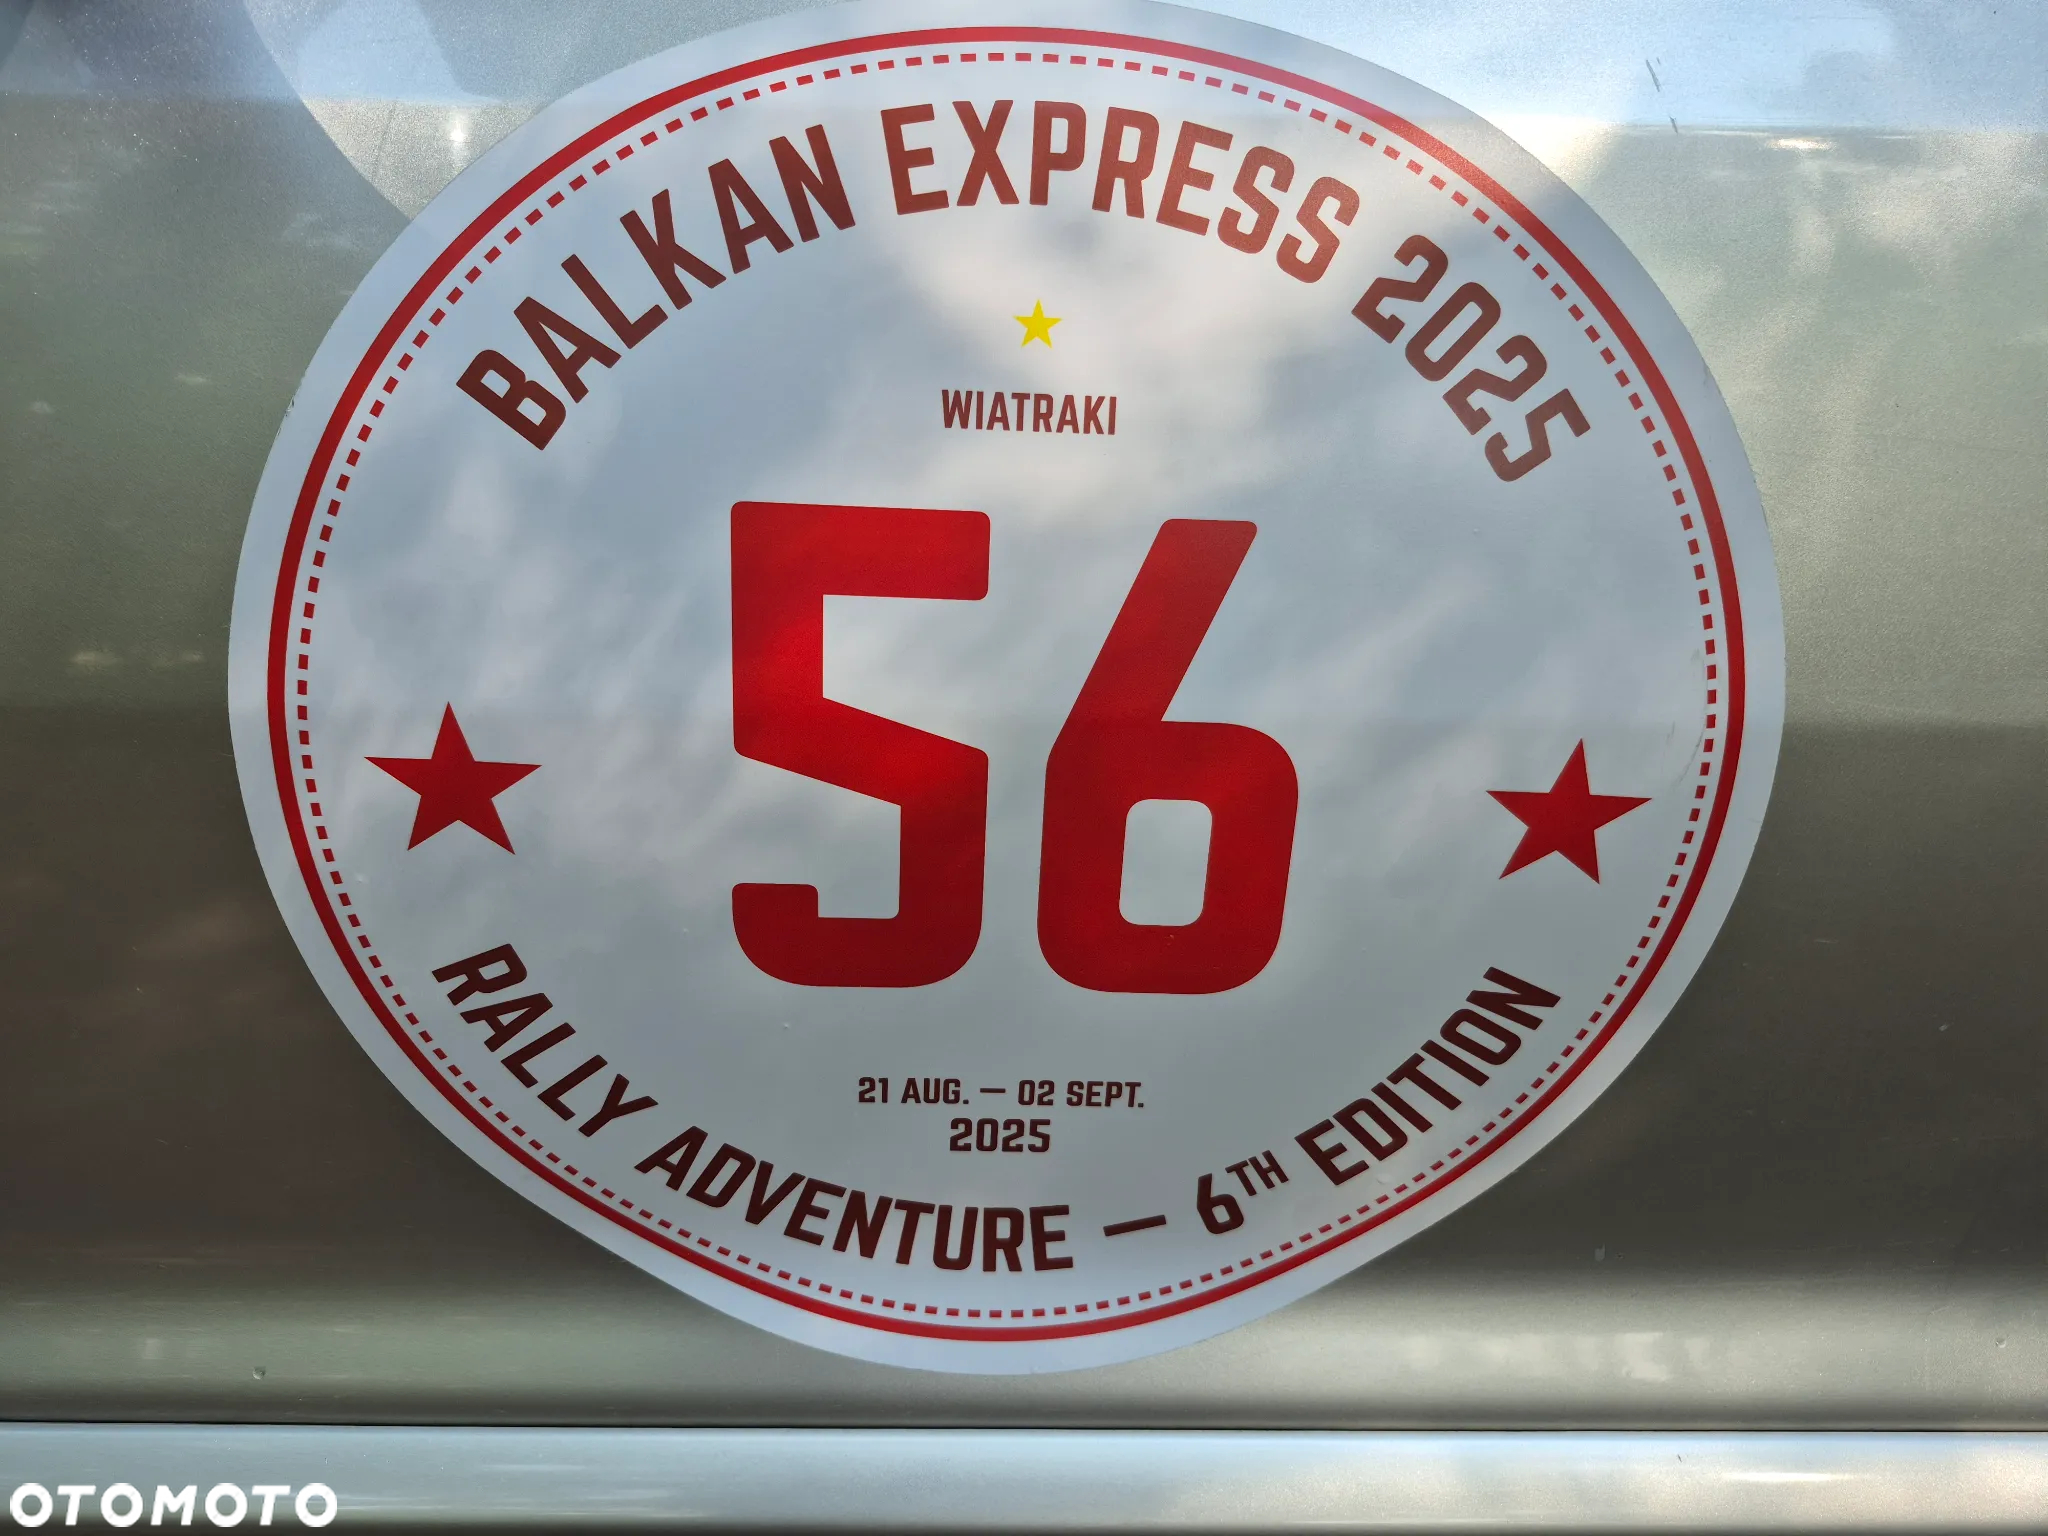 BALKAN EXPRESS 2025
WIATRAKI
56
21 AUG. — 02 SEPT.
2025
RALLY ADVENTURE — 6TH EDITION
OTOMOTO